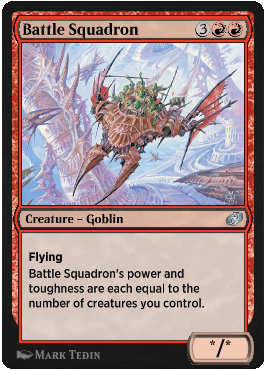 Battle Squadron 3
Creature – Goblin
Flying
Battle Squadron's power and
toughness are each equal to the
number of creatures you control.
*/*
Mark Tedin